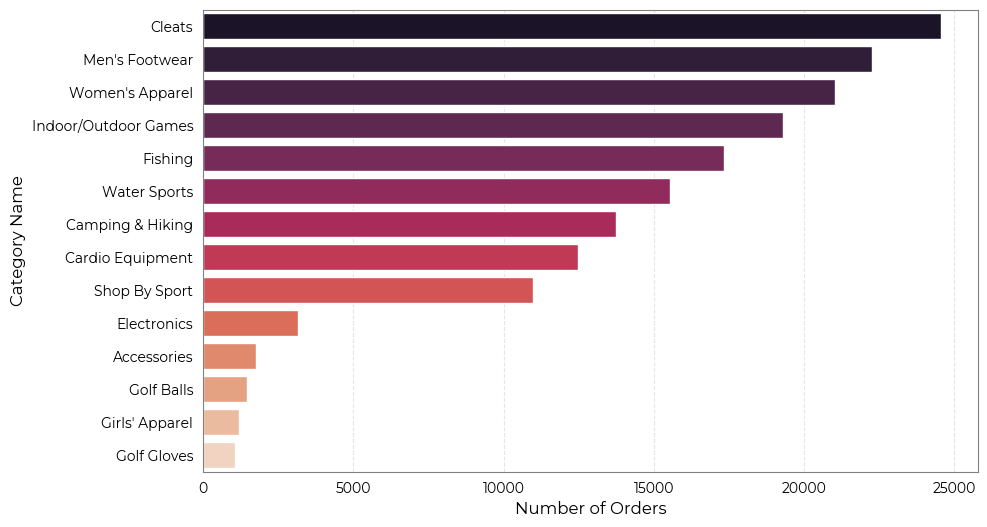 Category Name
Cleats
Men's Footwear
Women's Apparel
Indoor/Outdoor Games
Fishing
Water Sports
Camping & Hiking
Cardio Equipment
Shop By Sport
Electronics
Accessories
Golf Balls
Girls' Apparel
Golf Gloves
0 5000 10000 15000 20000 25000
Number of Orders